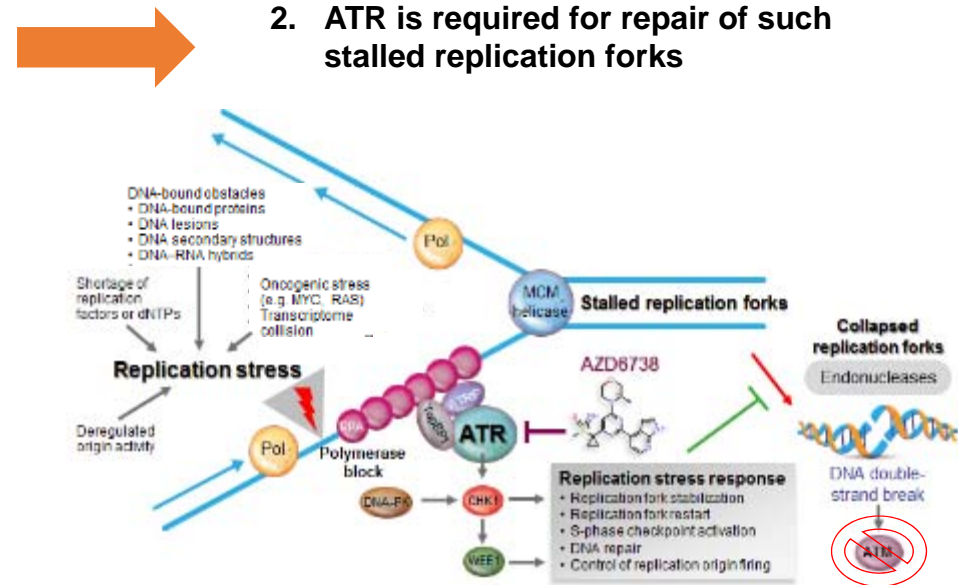 2. ATR is required for repair of such
stalled replication forks
DNA-bound obstacles
• DNA-bound proteins
• DNA lesions
• DNA secondary structures
• DNA–RNA hybrids
Shortage of
replication
factors or dNTPs
Oncogenic stress
(e.g. MYC, RAS)
Transcriptome
collision
Replication stress
Deregulated
origin activity
Pol
Pol
MCM
helicase
Stalled replication forks
RPA
Polymerase
block
TopBP1
ATRIP
ATR
AZD6738
DNA-PK
CHK1
WEE1
Replication stress response
• Replication fork stabilization
• Replication fork restart
• S-phase checkpoint activation
• DNA repair
• Control of replication origin firing
Collapsed
replication forks
Endonucleases
DNA double-
strand break
ATM